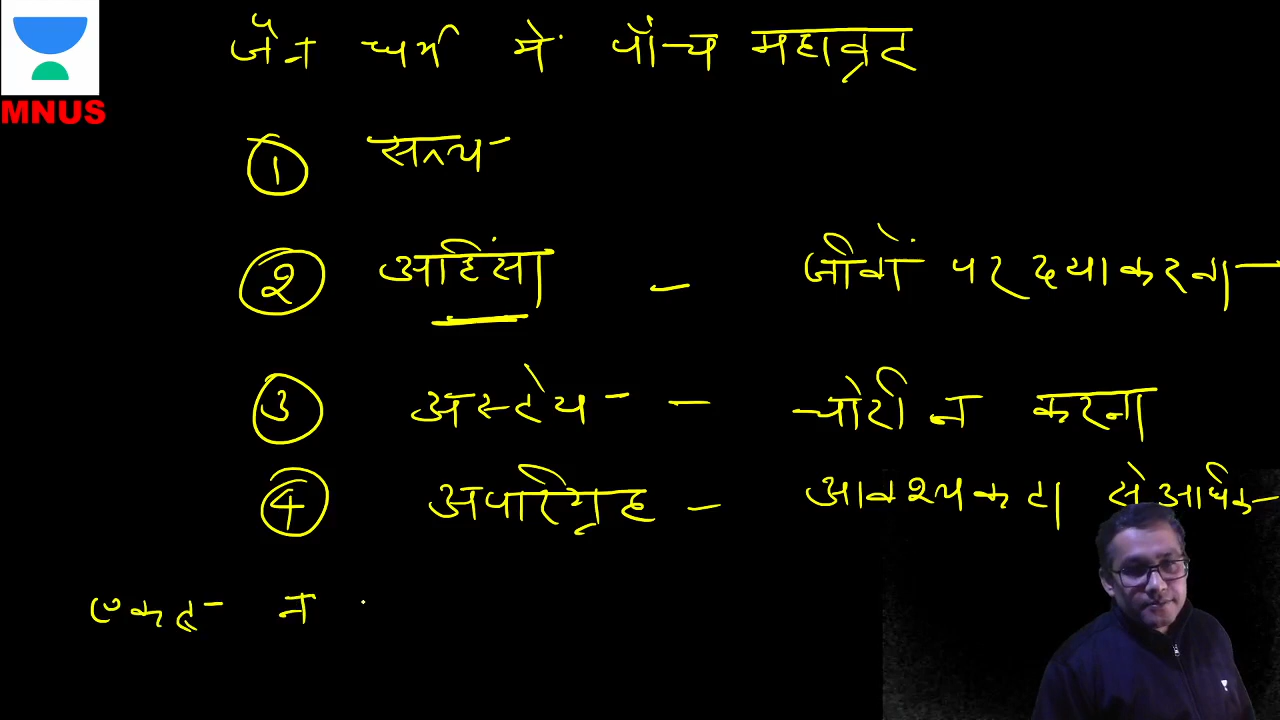 MNUS
जैन धर्म में पाँच महाव्रत
① सत्य
② अहिंसा - जीवों पर दया करना
③ अस्तेय - चोरी न करना
④ अपरिग्रह - आवश्यकता से अधिक
एकत्र न